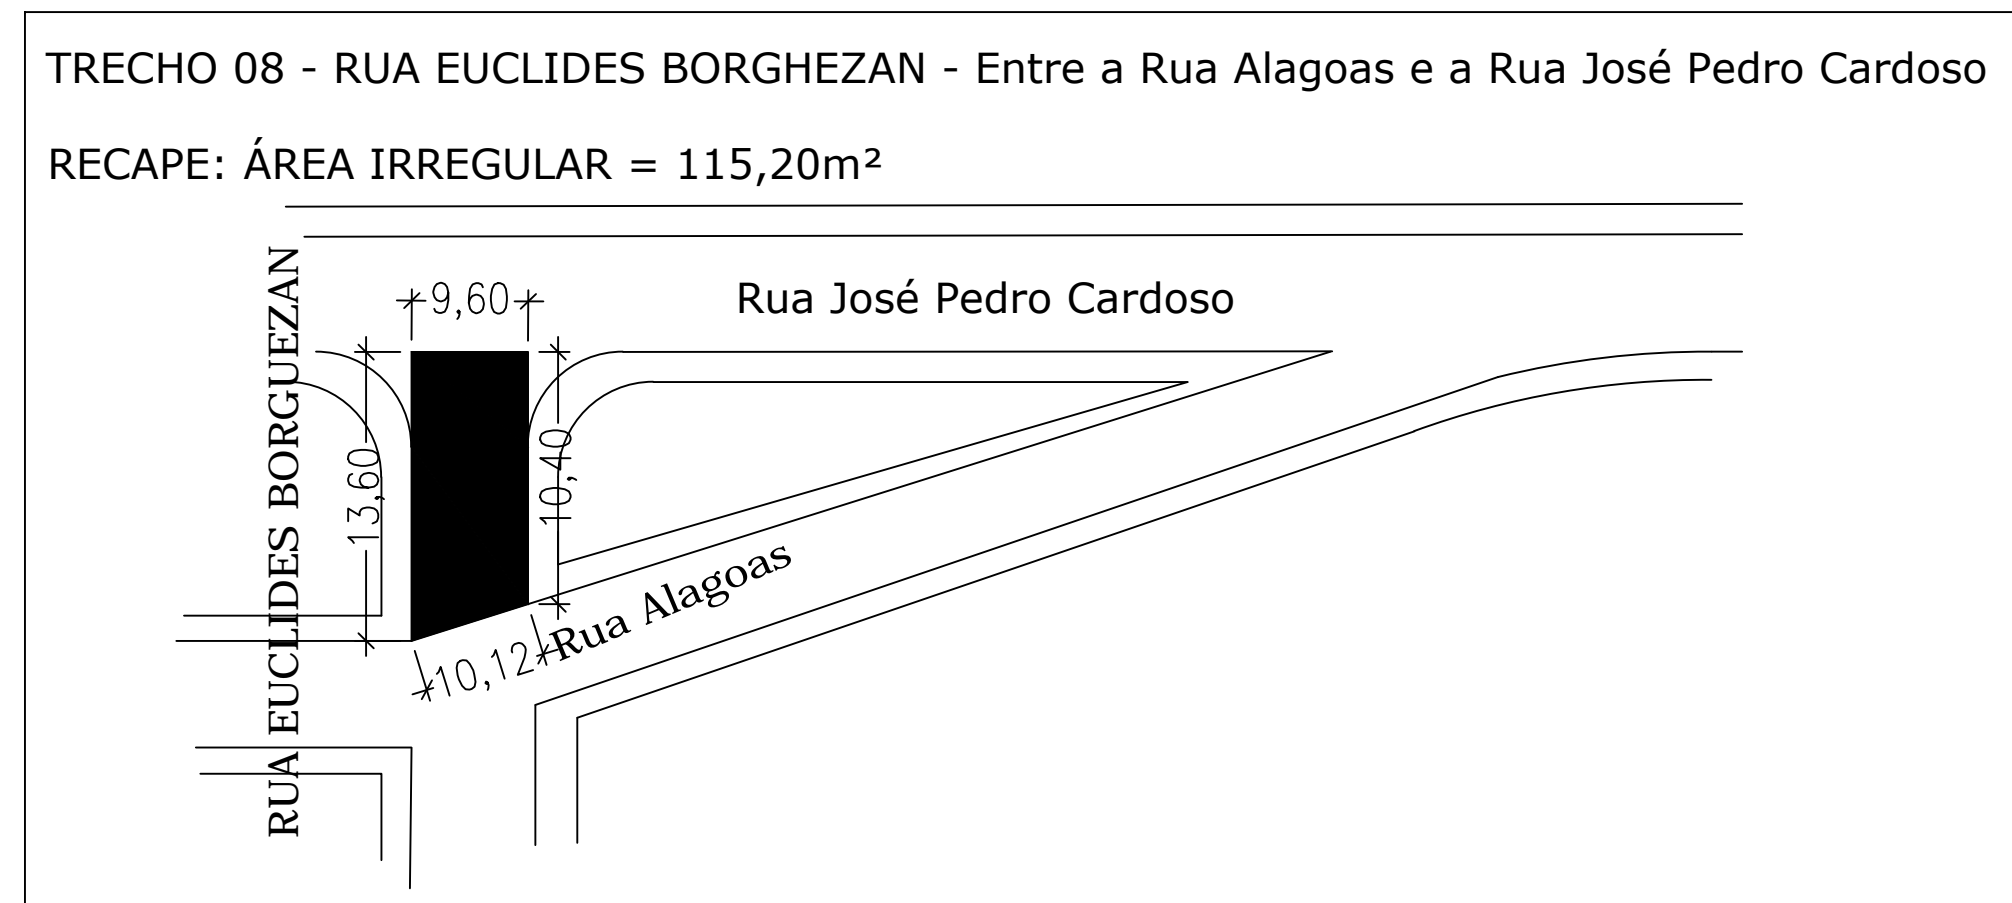 TRECHO 08 - RUA EUCLIDES BORGHEZAN - Entre a Rua Alagoas e a Rua José Pedro Cardoso
RECAPE: ÁREA IRREGULAR = 115,20m²
RUA EUCLIDES BORGUEZAN
9,60
Rua José Pedro Cardoso
13,60
10,40
10,12
Rua Alagoas